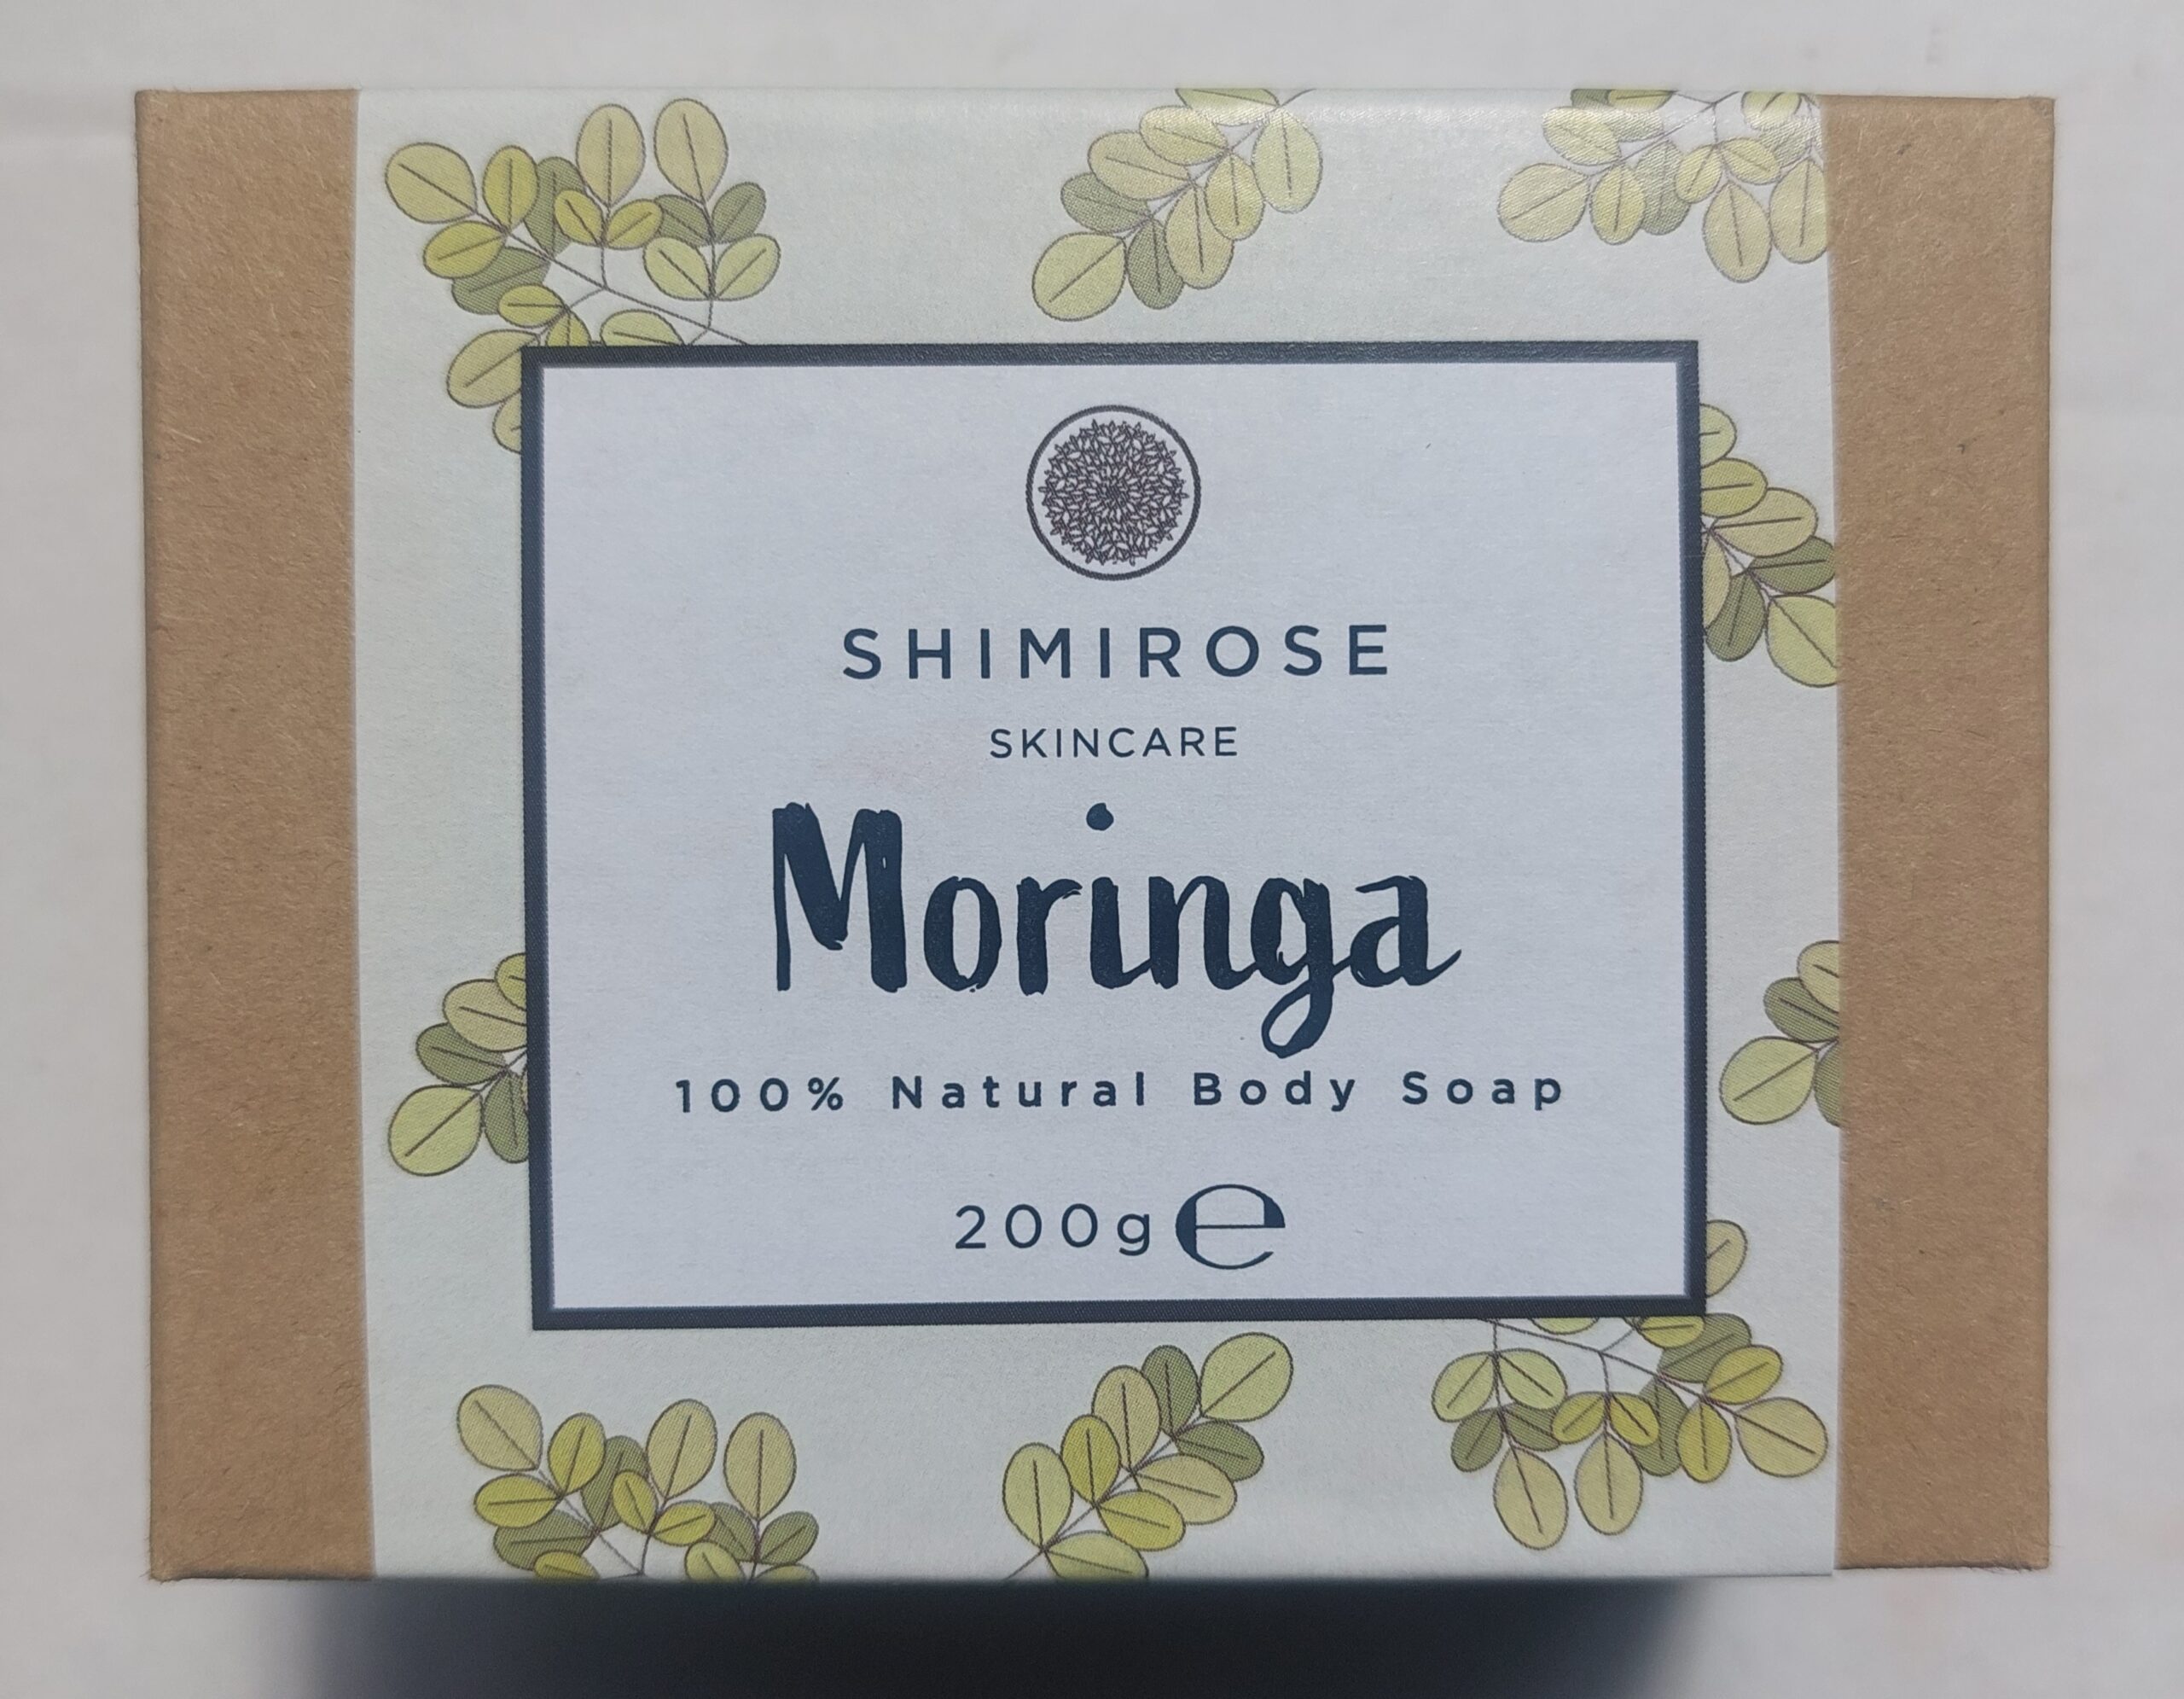 SHIMIROSE
SKINCARE
Moringa
100% Natural Body Soap
200g ℮